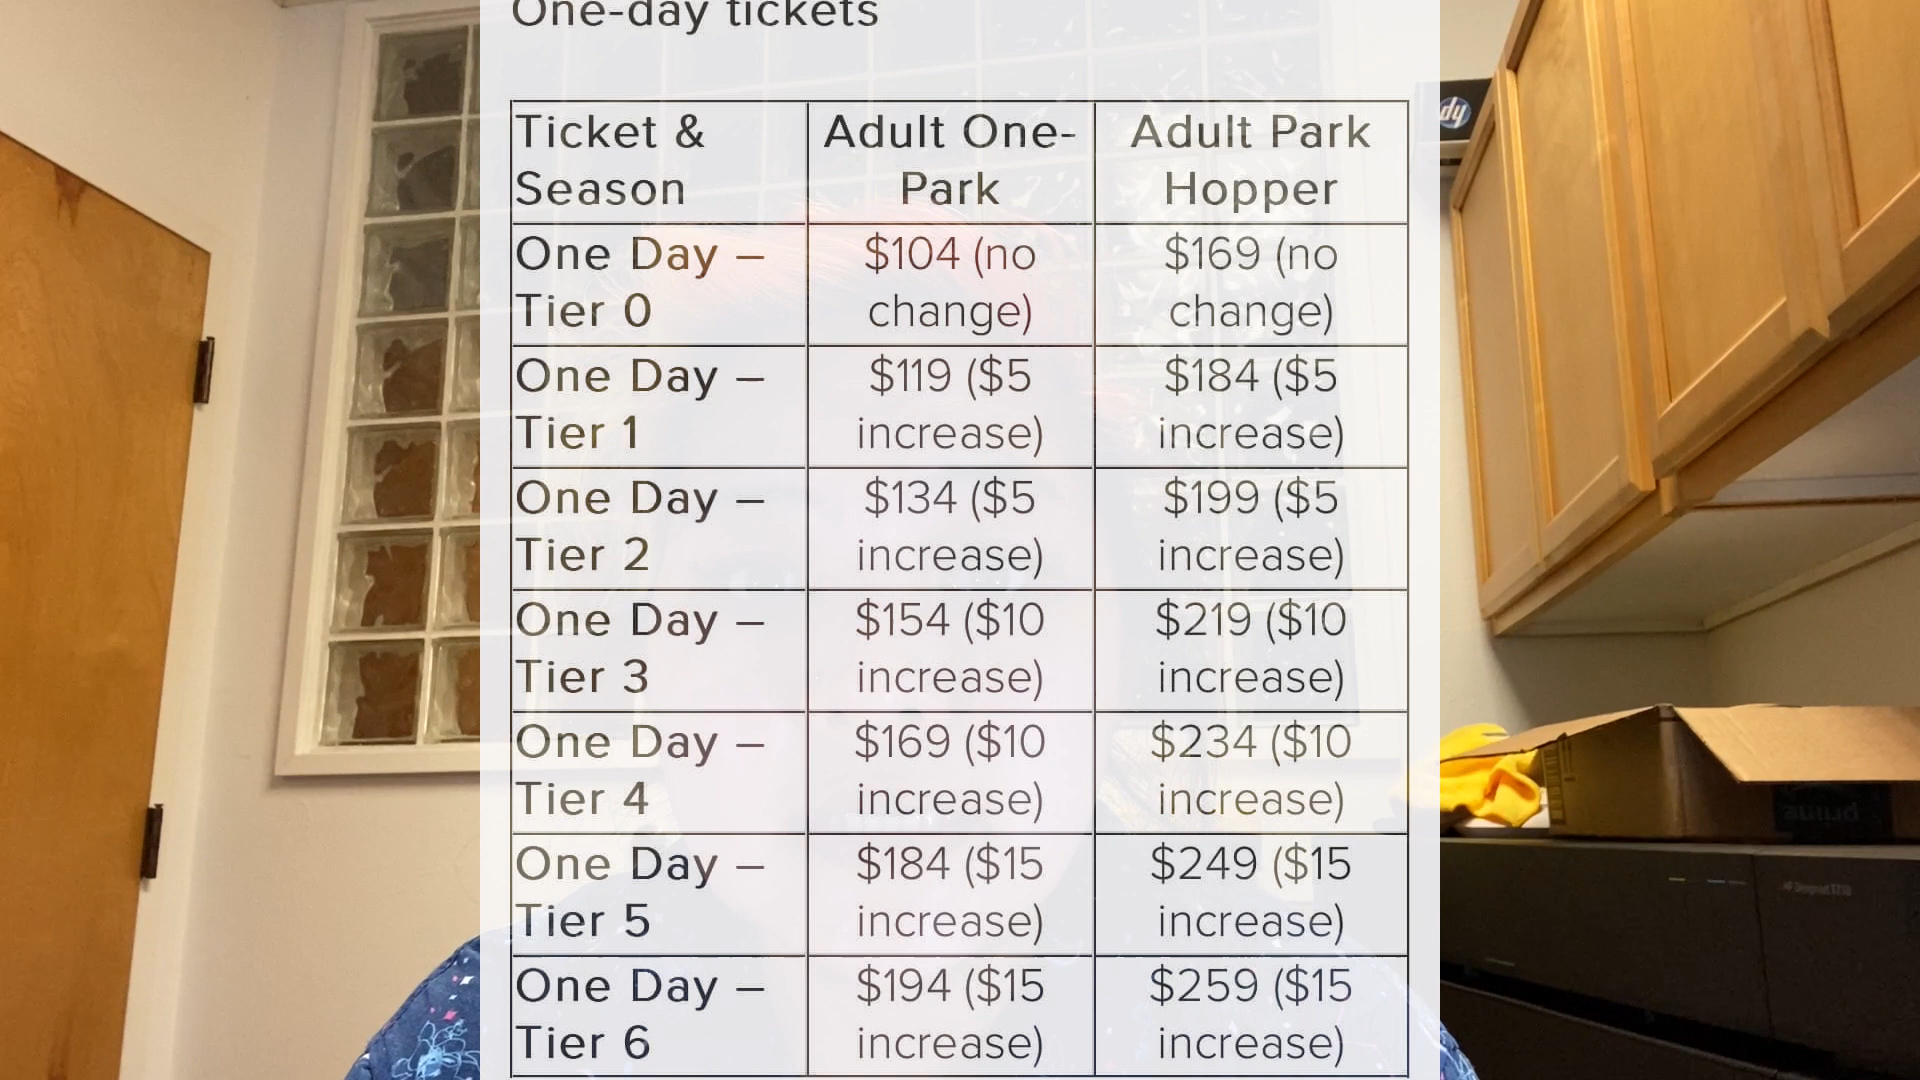 One-day tickets
Ticket & Season
Adult One-Park
Adult Park Hopper
One Day – Tier 0
$104 (no change)
$169 (no change)
One Day – Tier 1
$119 ($5 increase)
$184 ($5 increase)
One Day – Tier 2
$134 ($5 increase)
$199 ($5 increase)
One Day – Tier 3
$154 ($10 increase)
$219 ($10 increase)
One Day – Tier 4
$169 ($10 increase)
$234 ($10 increase)
One Day – Tier 5
$184 ($15 increase)
$249 ($15 increase)
One Day – Tier 6
$194 ($15 increase)
$259 ($15 increase)
prime